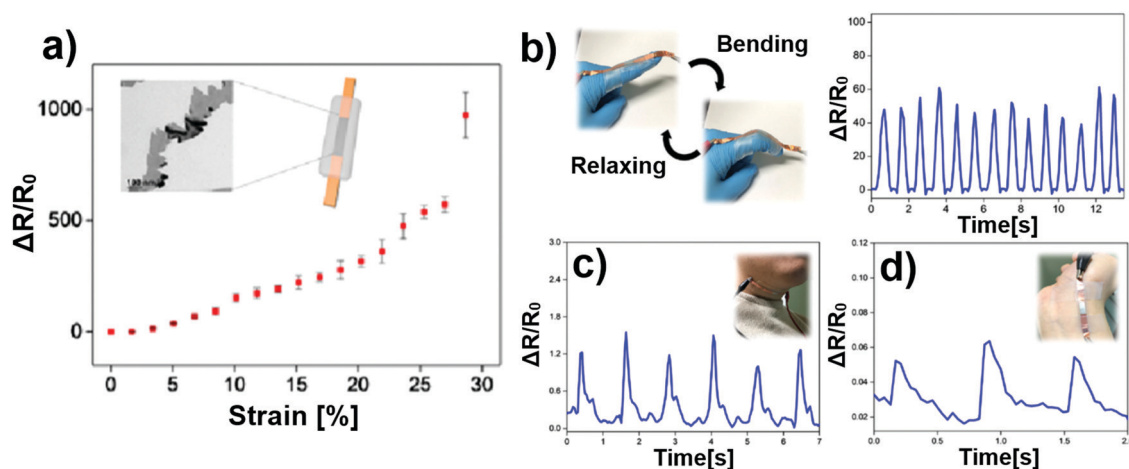 a)
1000
500
0
ΔR/R₀
0 5 10 15 20 25 30
Strain [%]
100 nm
b)
Bending
Relaxing
100
80
60
40
20
0
ΔR/R₀
0 2 4 6 8 10 12
Time[s]
c)
3.0
2.4
1.8
1.2
0.6
0.0
ΔR/R₀
0 1 2 3 4 5 6 7
Time[s]
d)
0.12
0.10
0.08
0.06
0.04
0.02
ΔR/R₀
0.0 0.5 1.0 1.5 2.0
Time[s]